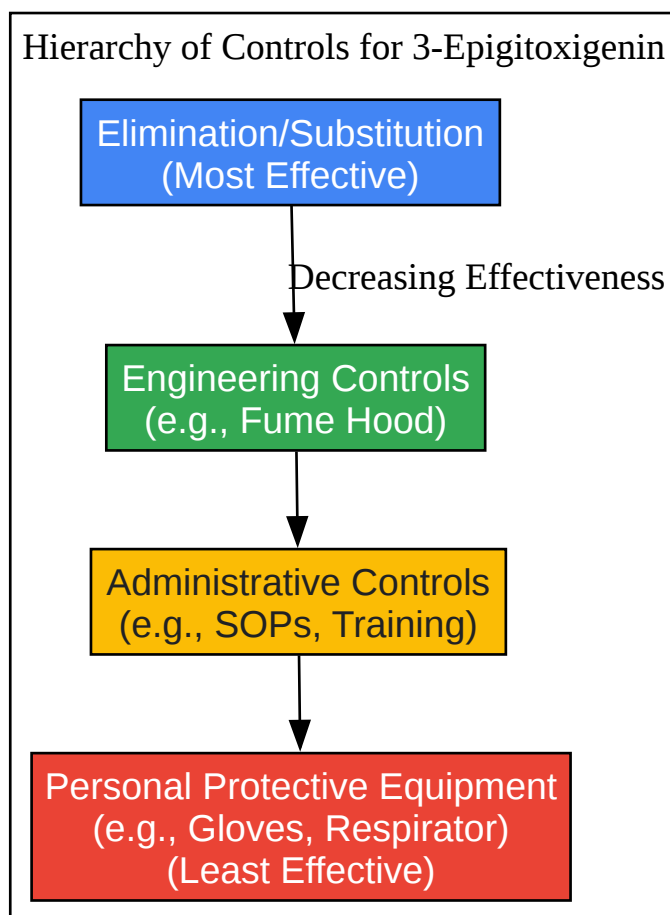 Hierarchy of Controls for 3-Epigitoxigenin
Elimination/Substitution
(Most Effective)
Decreasing Effectiveness
Engineering Controls
(e.g., Fume Hood)
Administrative Controls
(e.g., SOPs, Training)
Personal Protective Equipment
(e.g., Gloves, Respirator)
(Least Effective)